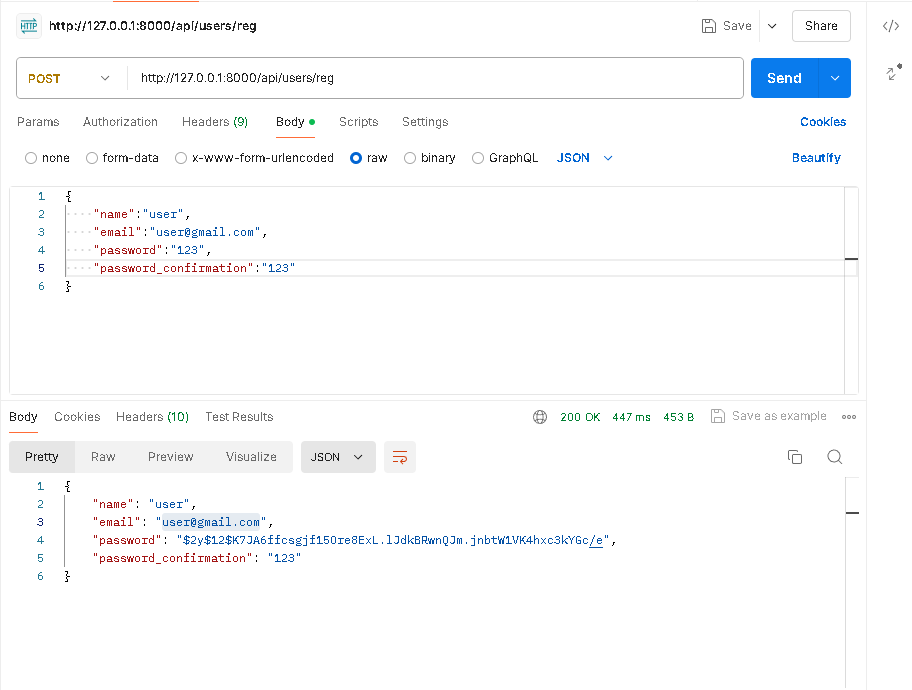 HTTP http://127.0.0.1:8000/api/users/reg Save Share </>
POST http://127.0.0.1:8000/api/users/reg Send
Params Authorization Headers (9) Body Scripts Settings Cookies
none form-data x-www-form-urlencoded raw binary GraphQL JSON Beautify
1 {
2 "name":"user",
3 "email":"user@gmail.com",
4 "password":"123",
5 "password_confirmation":"123"
6 }
Body Cookies Headers (10) Test Results 200 OK 447 ms 453 B Save as example
Pretty Raw Preview Visualize JSON
1 {
2 "name": "user",
3 "email": "user@gmail.com",
4 "password": "$2y$12$K7JA6ffcsgjf15Ore8ExL.lJdkBRwnQJm.jnbtW1VK4hxc3kYGc/e",
5 "password_confirmation": "123"
6 }